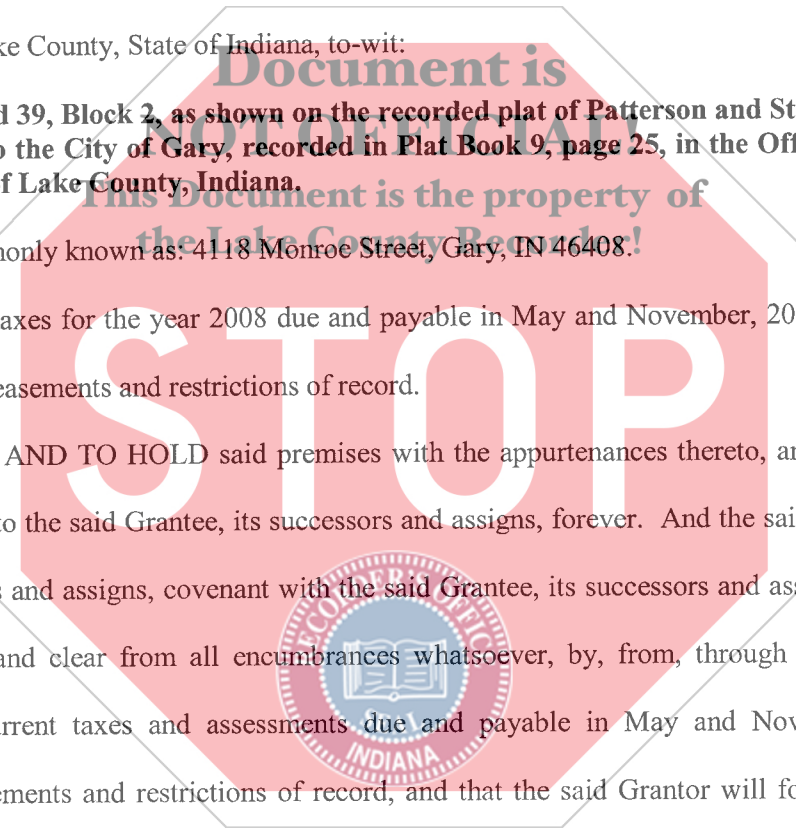 ke County, State of Indiana, to-wit:
Document is
d 39, Block 2, as shown on the recorded plat of Patterson and St
NOT OFFICIAL!
o the City of Gary, recorded in Plat Book 9, page 25, in the Off
f Lake County, Indiana.
This Document is the property of
the Lake County Recorder!
nonly known as: 4118 Monroe Street, Gary, IN 46408.
axes for the year 2008 due and payable in May and November, 20
easements and restrictions of record.
STOP
AND TO HOLD said premises with the appurtenances thereto, an
to the said Grantee, its successors and assigns, forever. And the sai
s and assigns, covenant with the said Grantee, its successors and ass
RECORDER'S OFFICE
and clear from all encumbrances whatsoever, by, from, through
rrent taxes and assessments due and payable in May and Nov
INDIANA
ements and restrictions of record, and that the said Grantor will fo